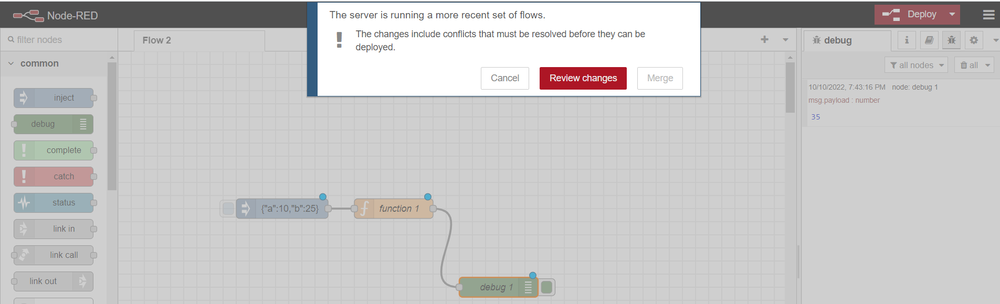 Node-RED
The server is running a more recent set of flows.
The changes include conflicts that must be resolved before they can be
deployed.
Cancel
Review changes
Merge
Deploy
filter nodes
Flow 2
debug
i
all nodes
all
common
inject
debug
complete
catch
status
link in
link call
link out
{"a":10,"b":25}
function 1
debug 1
10/10/2022, 7:43:16 PM node: debug 1
msg.payload : number
35